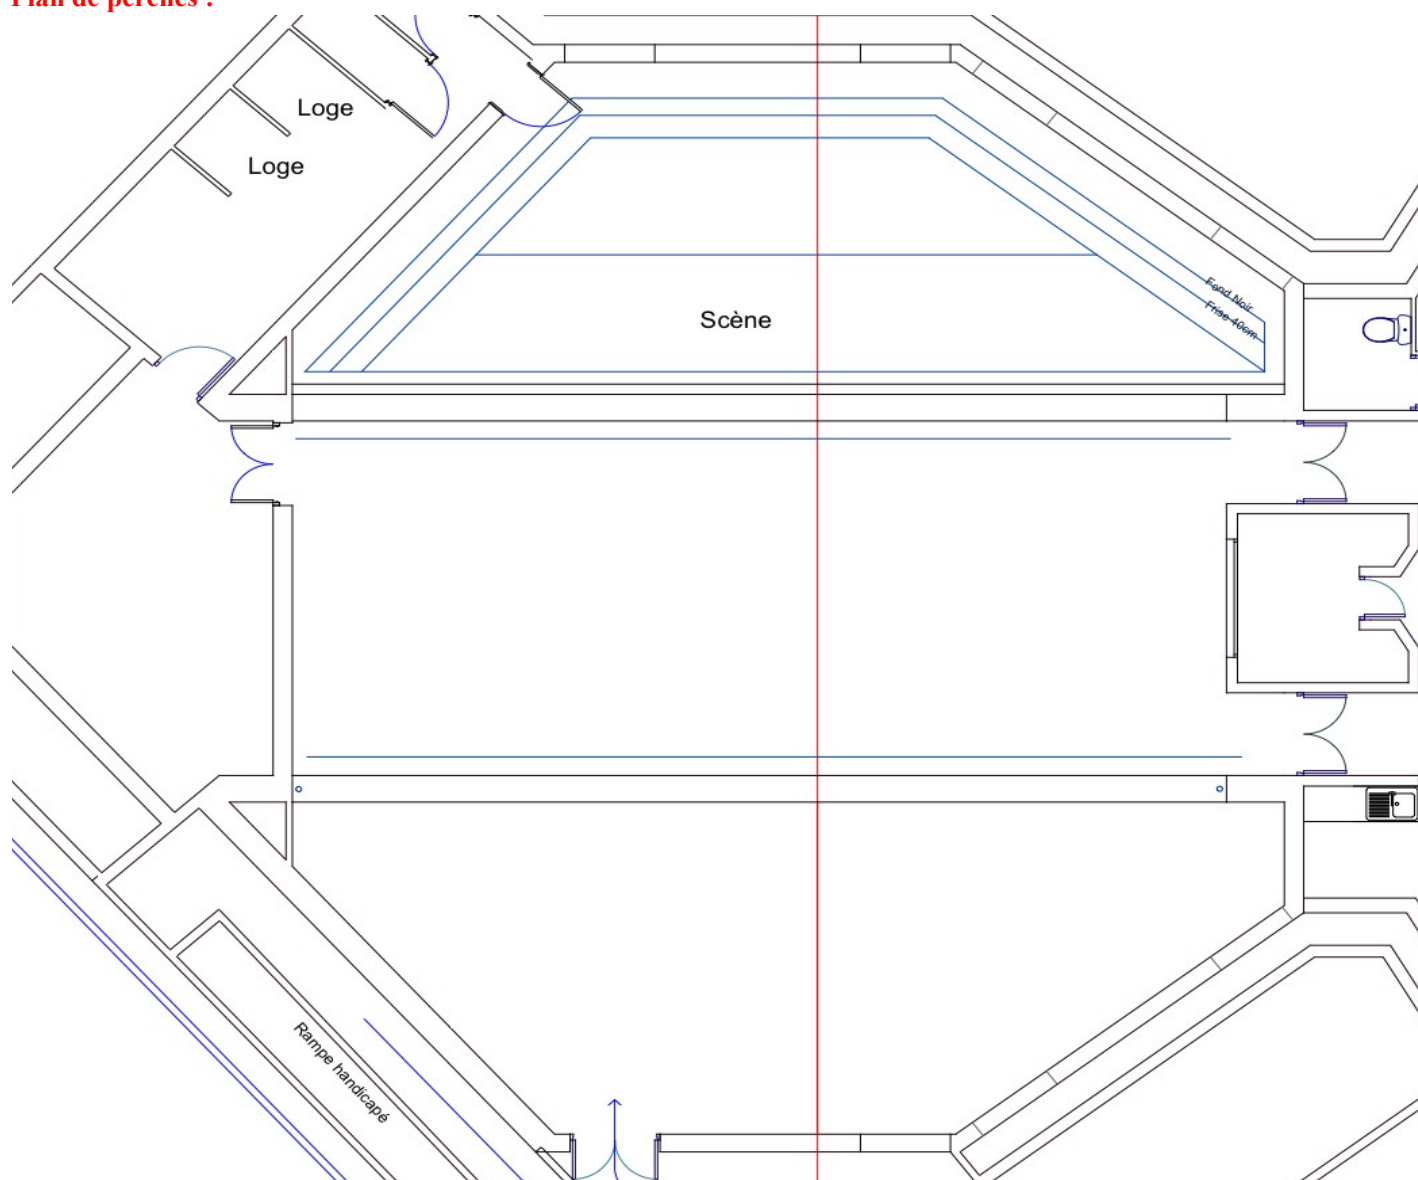 Plan de perches :
Loge
Loge
Fond Noir
Frise 40cm
Scène
Rampe handicapé